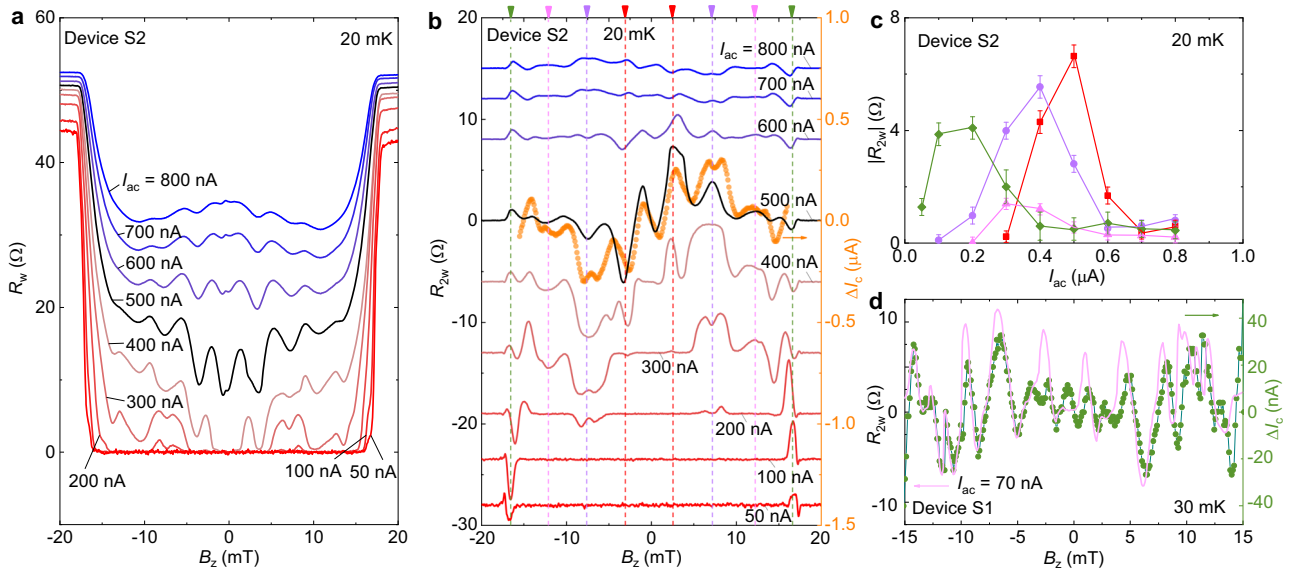 a
Device S2
20 mK
60
40
20
0
R_w (Ω)
I_ac = 800 nA
700 nA
600 nA
500 nA
400 nA
300 nA
200 nA
100 nA
50 nA
-20
-10
0
10
20
B_z (mT)
b
Device S2
20 mK
20
10
0
-10
-20
-30
R_2w (Ω)
I_ac = 800 nA
700 nA
600 nA
500 nA
400 nA
300 nA
200 nA
100 nA
50 nA
1.0
0.5
0.0
-0.5
-1.0
-1.5
ΔI_c (μA)
-20
-10
0
10
20
B_z (mT)
c
Device S2
20 mK
8
4
0
|R_2w| (Ω)
0.0
0.2
0.4
0.6
0.8
1.0
I_ac (μA)
d
10
0
-10
R_2w (Ω)
40
20
0
-20
-40
ΔI_c (nA)
I_ac = 70 nA
Device S1
30 mK
-15
-10
-5
0
5
10
15
B_z (mT)